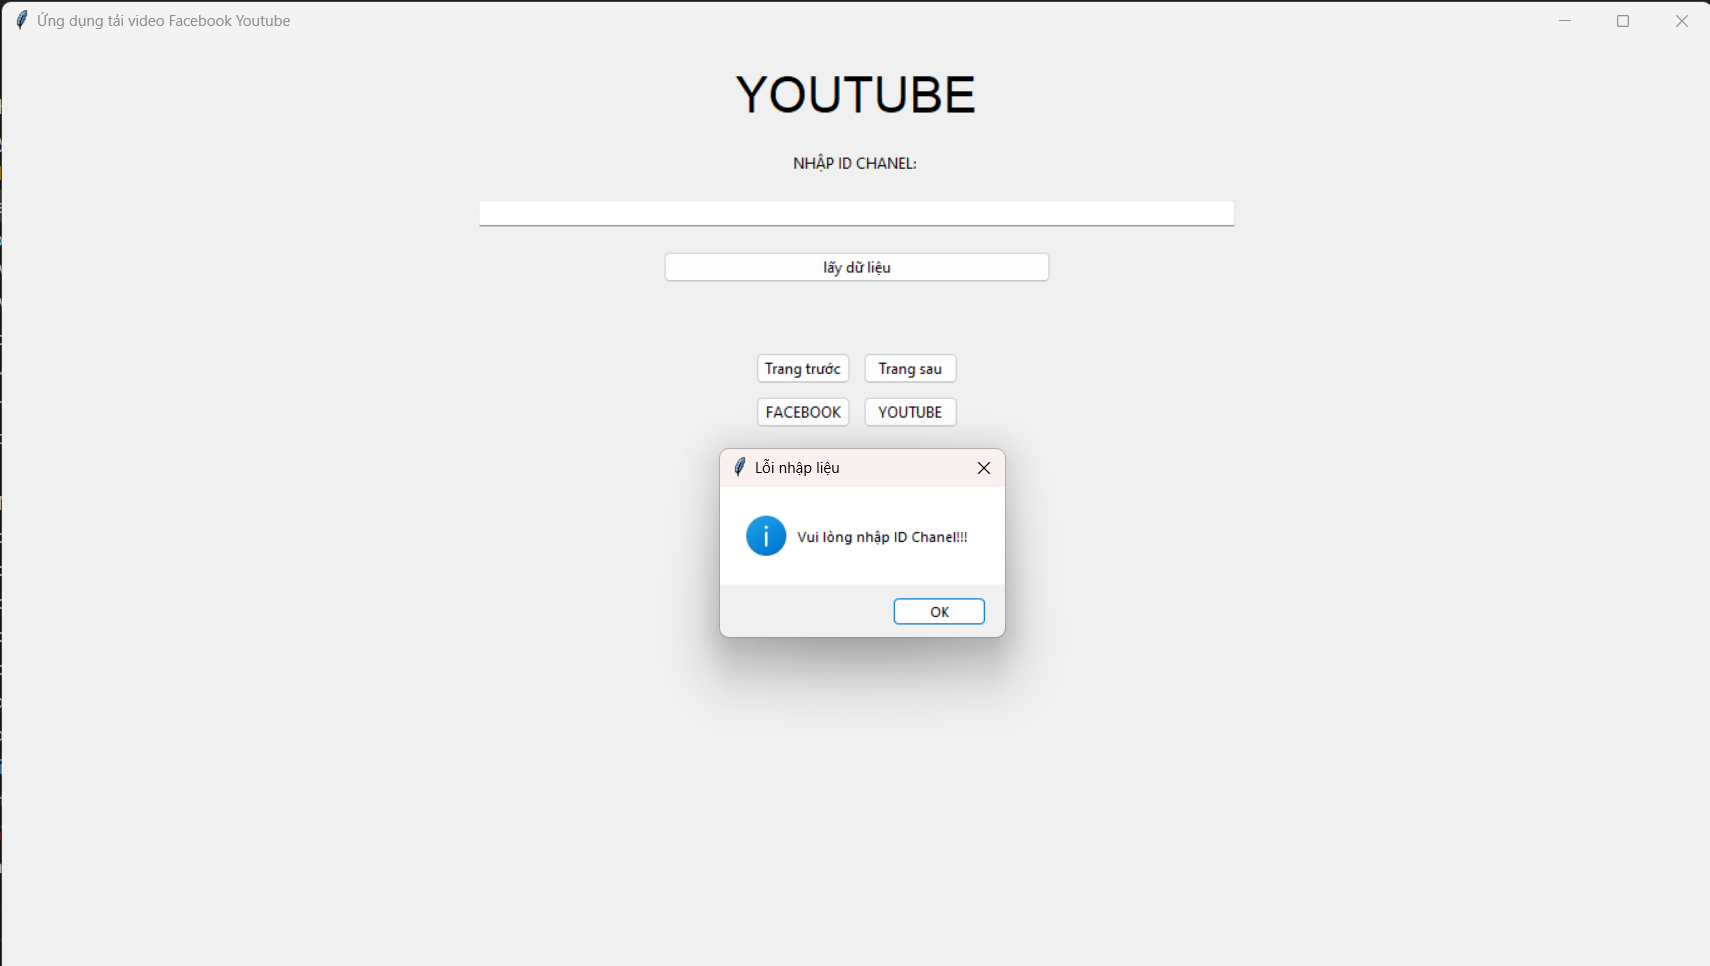 Ứng dụng tải video Facebook Youtube
YOUTUBE
NHẬP ID CHANEL:
lấy dữ liệu
Trang trước
Trang sau
FACEBOOK
YOUTUBE
Lỗi nhập liệu
Vui lòng nhập ID Chanel!!!
OK